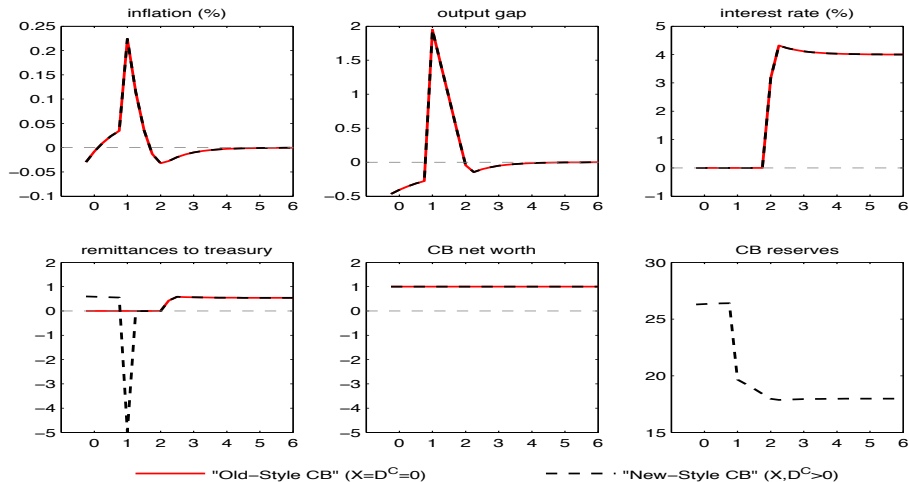 inflation (%)
output gap
interest rate (%)
0.25
0.2
0.15
0.1
0.05
0
−0.05
−0.1
0 1 2 3 4 5 6
2
1.5
1
0.5
0
−0.5
0 1 2 3 4 5 6
5
4
3
2
1
0
−1
0 1 2 3 4 5 6
remittances to treasury
CB net worth
CB reserves
2
1
0
−1
−2
−3
−4
−5
0 1 2 3 4 5 6
2
1
0
−1
−2
−3
−4
−5
0 1 2 3 4 5 6
30
25
20
15
0 1 2 3 4 5 6
"Old−Style CB" (X=D^C=0)
"New−Style CB" (X,D^C>0)